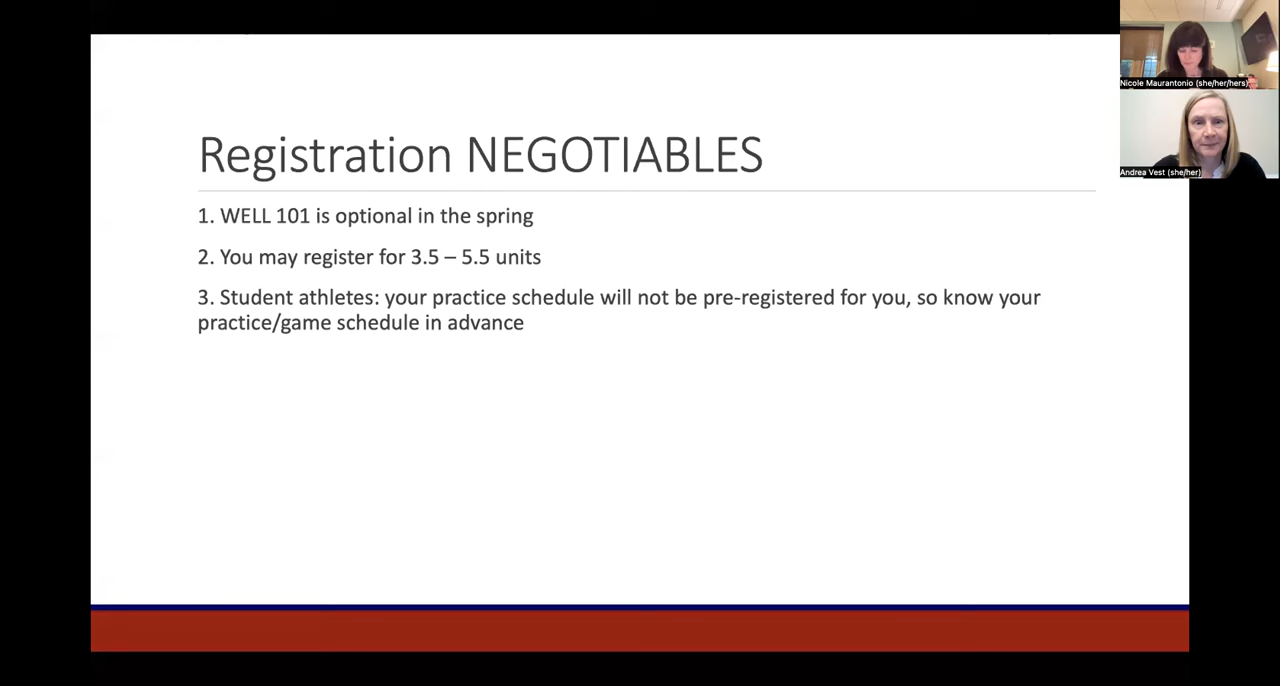 Registration NEGOTIABLES
1. WELL 101 is optional in the spring
2. You may register for 3.5 – 5.5 units
3. Student athletes: your practice schedule will not be pre-registered for you, so know your
practice/game schedule in advance
Nicole Maurantonio (she/her/hers)
Andrea Vest (she/her)